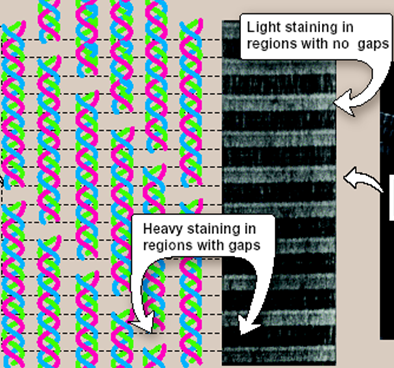 Light staining in
regions with no gaps
Heavy staining in
regions with gaps